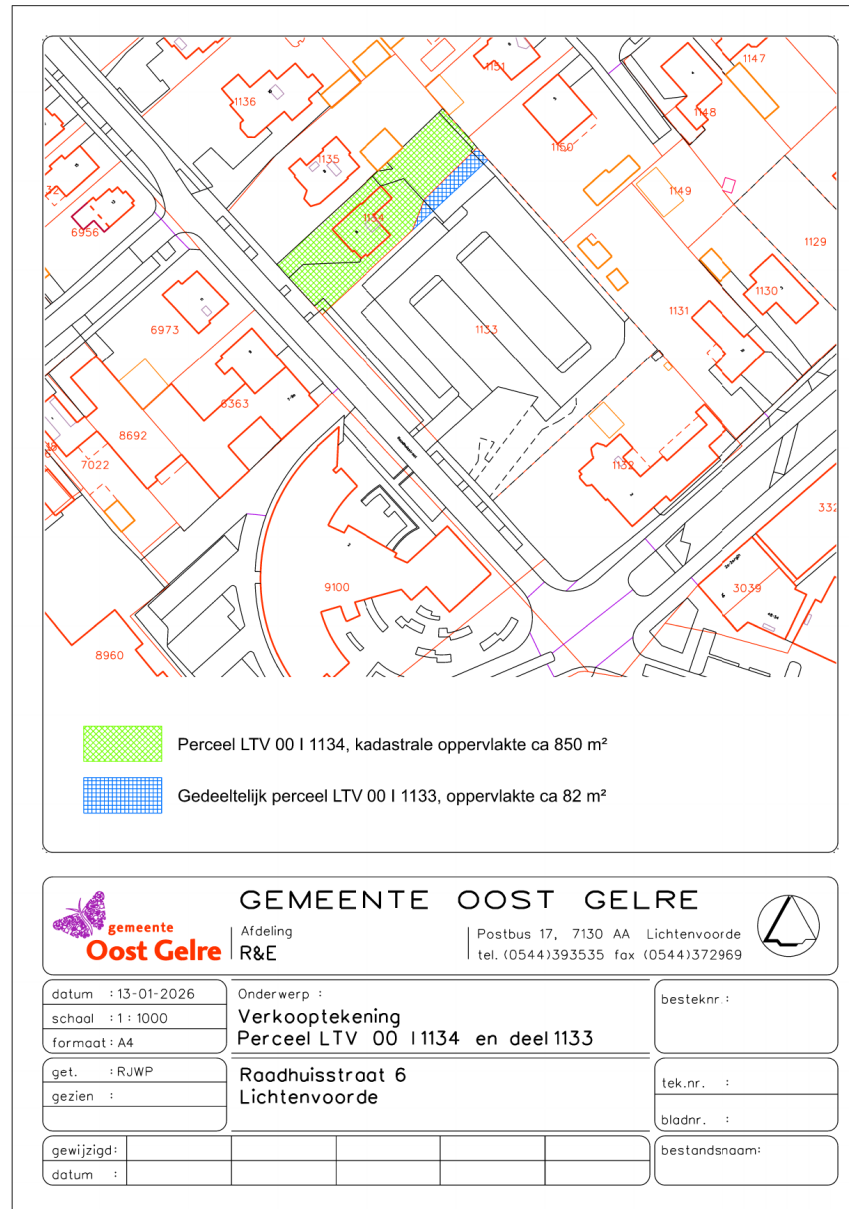 1147
1151
1136
1148
1135
1150
1149
1134
6956
1129
1130
1131
6973
1133
6363
8692
7022
1132
332
9100
3039
8960
Perceel LTV 00 I 1134, kadastrale oppervlakte ca 850 m²
Gedeeltelijk perceel LTV 00 I 1133, oppervlakte ca 82 m²
gemeente
Oost Gelre
GEMEENTE OOST GELRE
Afdeling
R&E
Postbus 17, 7130 AA Lichtenvoorde
tel. (0544)393535 fax (0544)372969
datum : 13-01-2026
schaal : 1 : 1000
formaat : A4
Onderwerp :
Verkooptekening
Perceel LTV 00 I 1134 en deel 1133
besteknr. :
get. : RJWP
gezien :
Raadhuisstraat 6
Lichtenvoorde
tek.nr. :
bladnr. :
gewijzigd:
datum :
bestandsnaam: